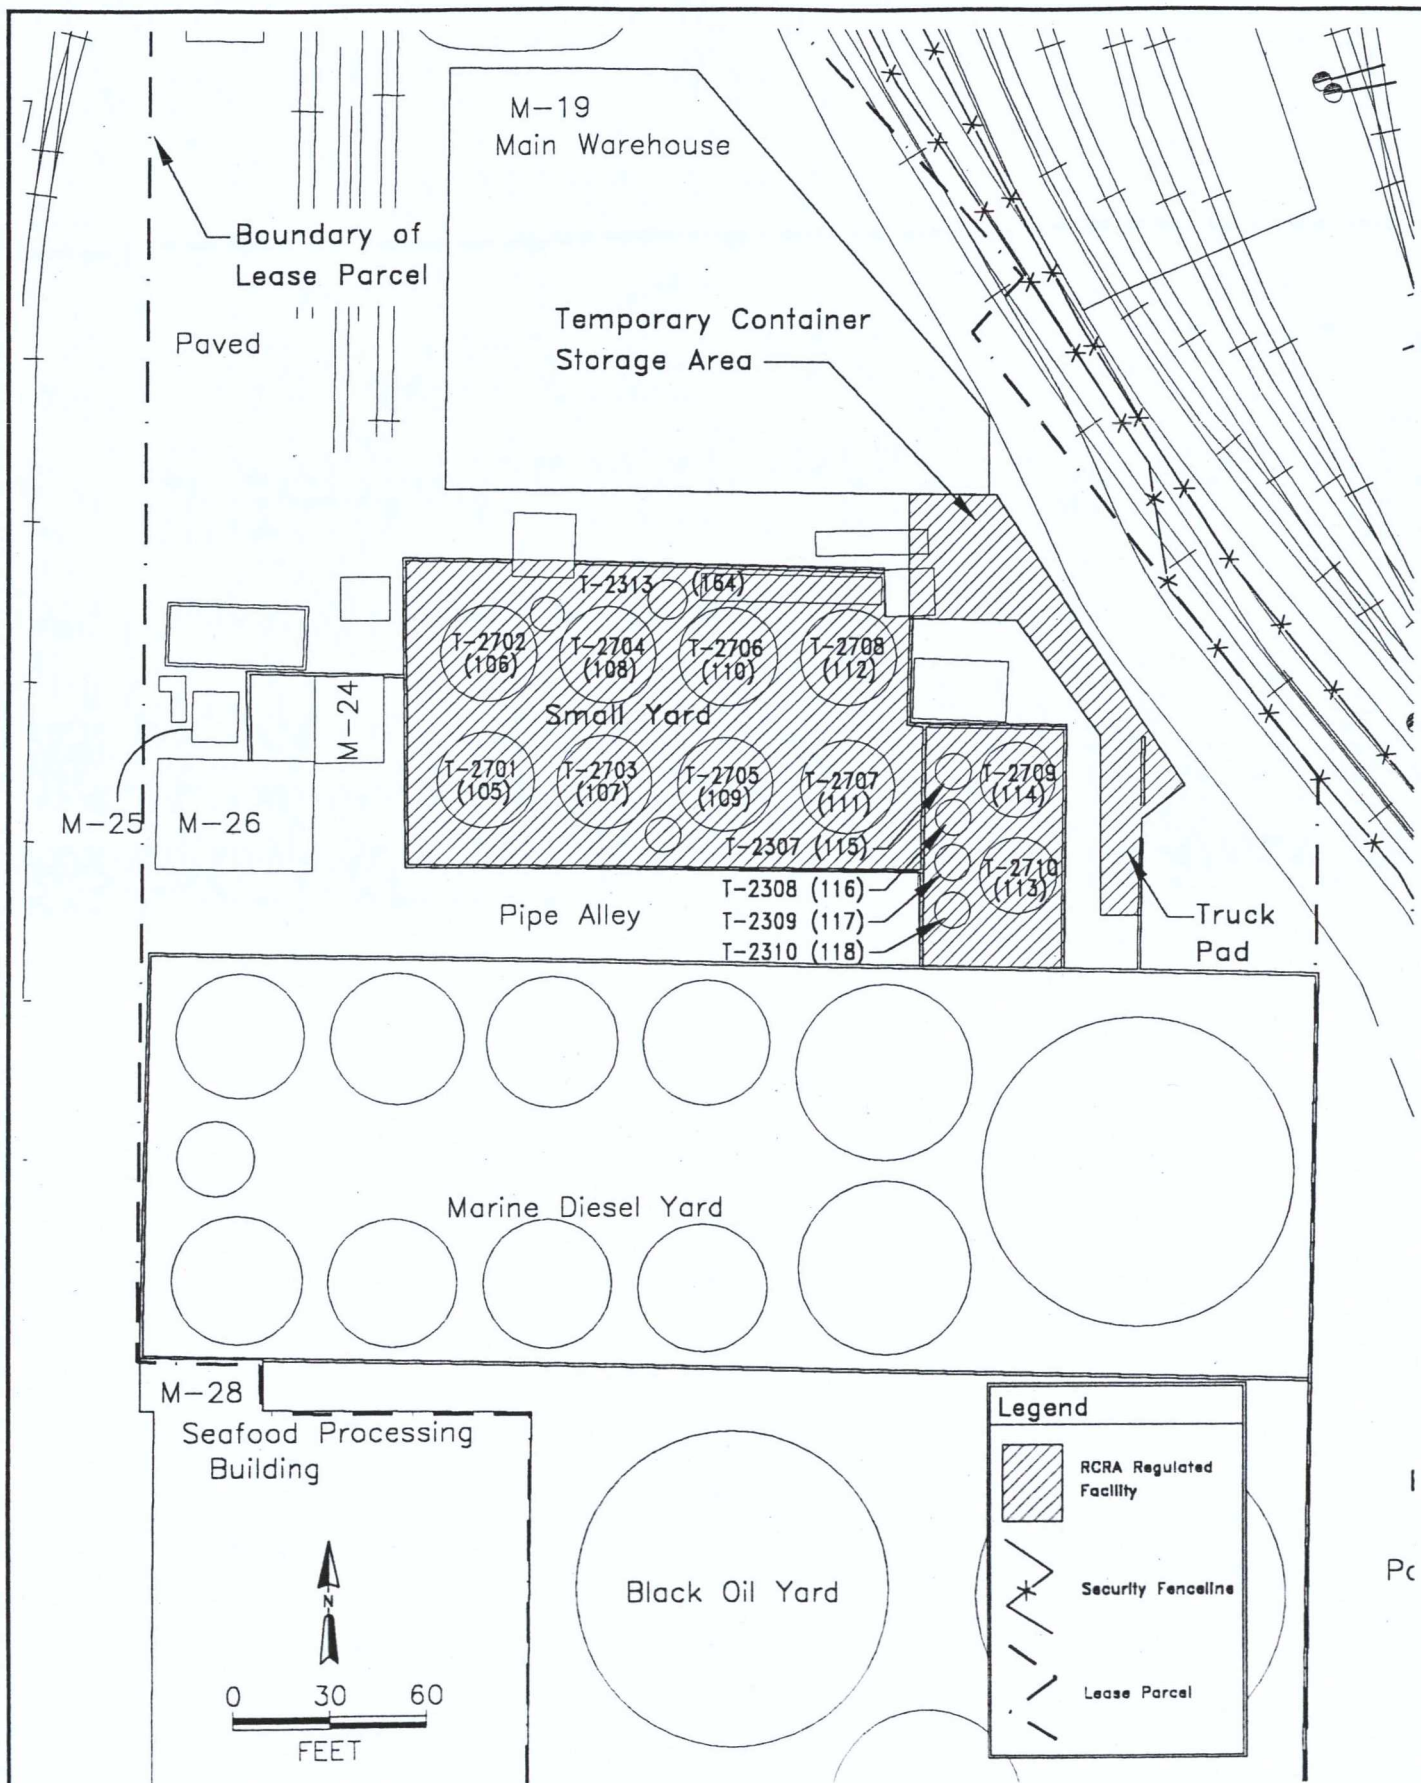 M-19
Main Warehouse
Boundary of
Lease Parcel
Paved
Temporary Container
Storage Area
T-2313 (164)
T-2702
(106)
T-2704
(108)
T-2706
(110)
T-2708
(112)
Small Yard
M-24
T-2701
(105)
T-2703
(107)
T-2705
(109)
T-2707
(111)
T-2709
(114)
M-25
M-26
T-2307 (115)
T-2308 (116)
T-2309 (117)
T-2310 (118)
T-2710
(113)
Pipe Alley
Truck
Pad
Marine Diesel Yard
M-28
Seafood Processing
Building
Legend
RCRA Regulated
Facility
Security Fenceline
Lease Parcel
Black Oil Yard
N
0 30 60
FEET